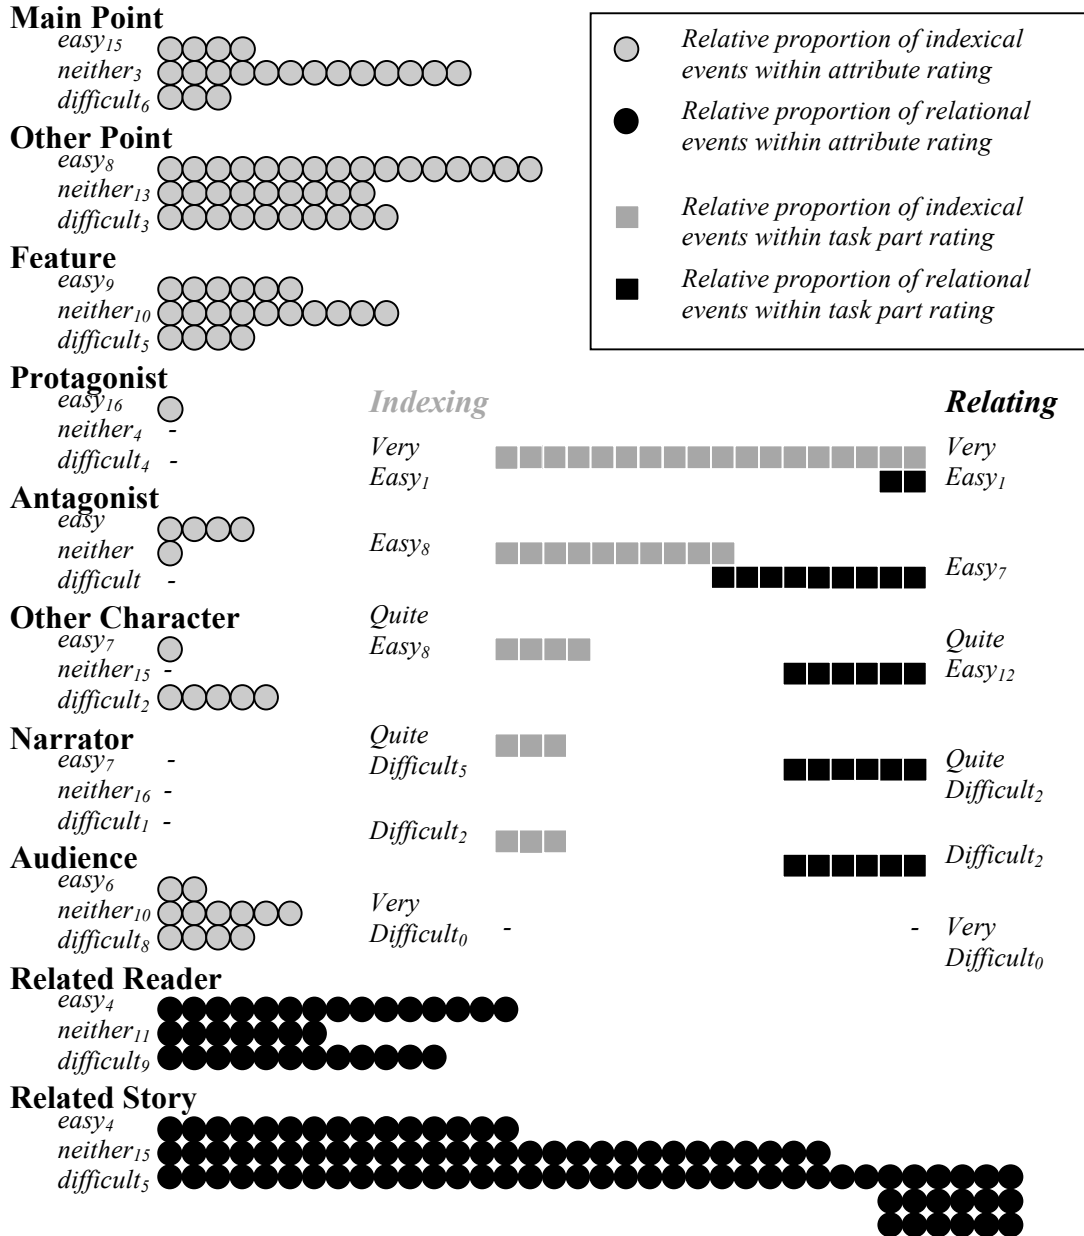 Main Point
easy15
neither3
difficult6
Other Point
easy8
neither13
difficult3
Feature
easy9
neither10
difficult5
Protagonist
easy16
neither4 -
difficult4 -
Antagonist
easy
neither
difficult -
Other Character
easy7
neither15 -
difficult2
Narrator
easy7 -
neither16 -
difficult1 -
Audience
easy6
neither10
difficult8
Related Reader
easy4
neither11
difficult9
Related Story
easy4
neither15
difficult5
Relative proportion of indexical
events within attribute rating
Relative proportion of relational
events within attribute rating
Relative proportion of indexical
events within task part rating
Relative proportion of relational
events within task part rating
Indexing
Very
Easy1
Easy8
Quite
Easy8
Quite
Difficult5
Difficult2
Very
Difficult0 -
Relating
Very
Easy1
Easy7
Quite
Easy12
Quite
Difficult2
Difficult2
- Very
Difficult0